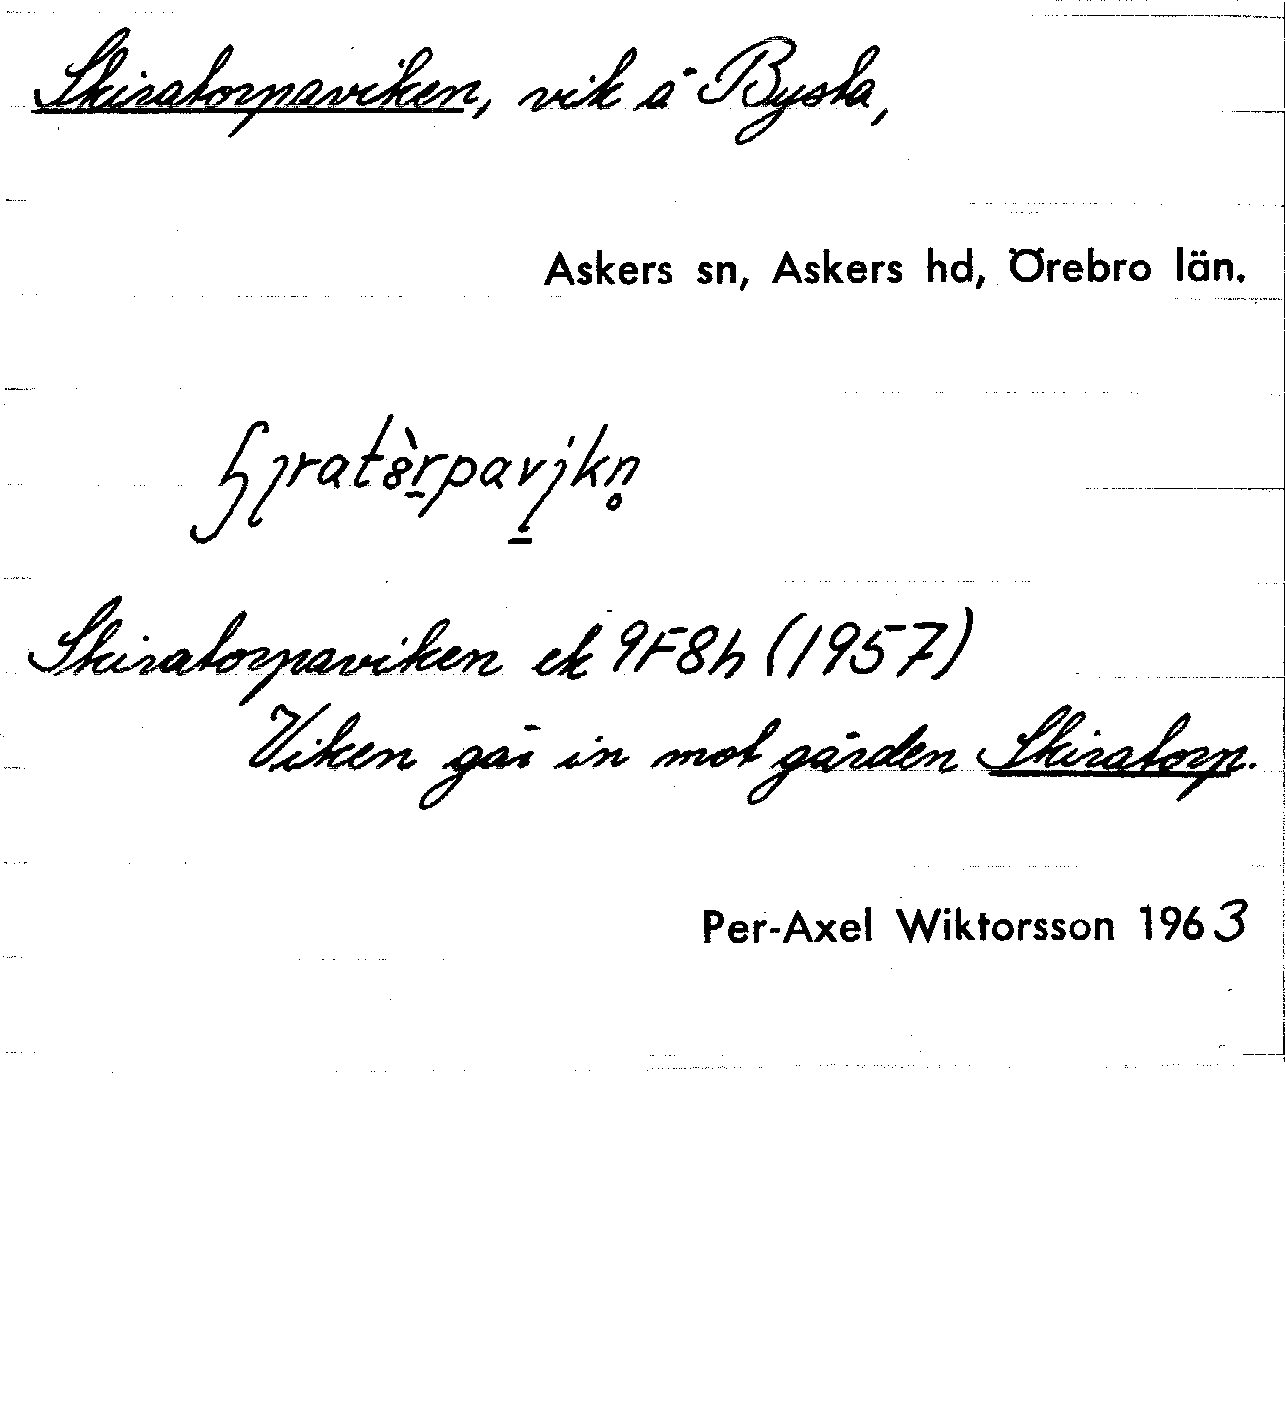 Skiratorpaviken, vik å Bysta,
Askers sn, Askers hd, Örebro län.
Skiratorpaviken ek 9F8h (1957)
Viken går in mot gården Skiratorp.
Per-Axel Wiktorsson 1963